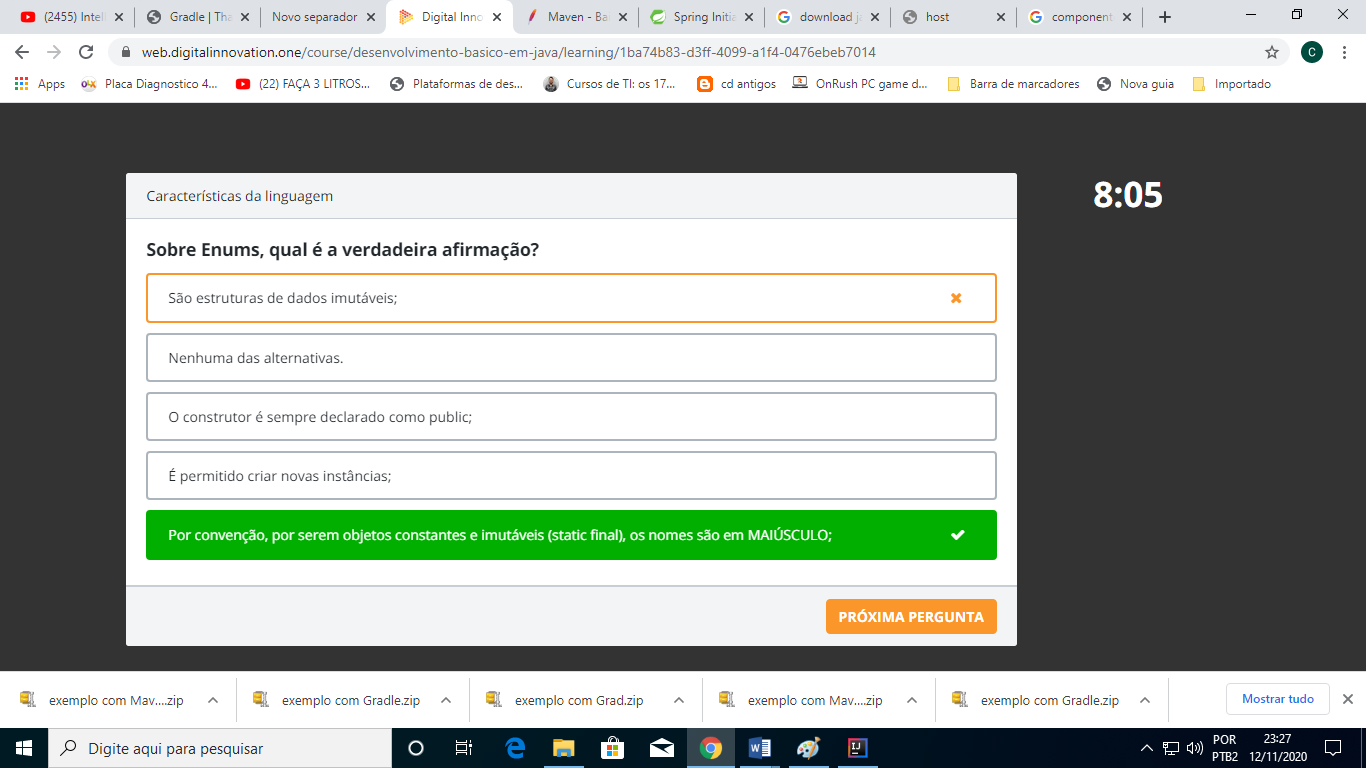 (2455) Intel
Gradle | Tha
Novo separador
Digital Inno
Maven - Ba
Spring Initia
download ja
host
component
web.digitalinnovation.one/course/desenvolvimento-basico-em-java/learning/1ba74b83-d3ff-4099-a1f4-0476ebeb7014
C
Apps
Placa Diagnostico 4...
(22) FAÇA 3 LITROS...
Plataformas de des...
Cursos de TI: os 17...
cd antigos
OnRush PC game d...
Barra de marcadores
Nova guia
Importado
Características da linguagem
8:05
Sobre Enums, qual é a verdadeira afirmação?
São estruturas de dados imutáveis;
Nenhuma das alternativas.
O construtor é sempre declarado como public;
É permitido criar novas instâncias;
Por convenção, por serem objetos constantes e imutáveis (static final), os nomes são em MAIÚSCULO;
PRÓXIMA PERGUNTA
exemplo com Mav....zip
exemplo com Gradle.zip
exemplo com Grad.zip
exemplo com Mav....zip
exemplo com Gradle.zip
Mostrar tudo
Digite aqui para pesquisar
POR
PTB2
23:27
12/11/2020